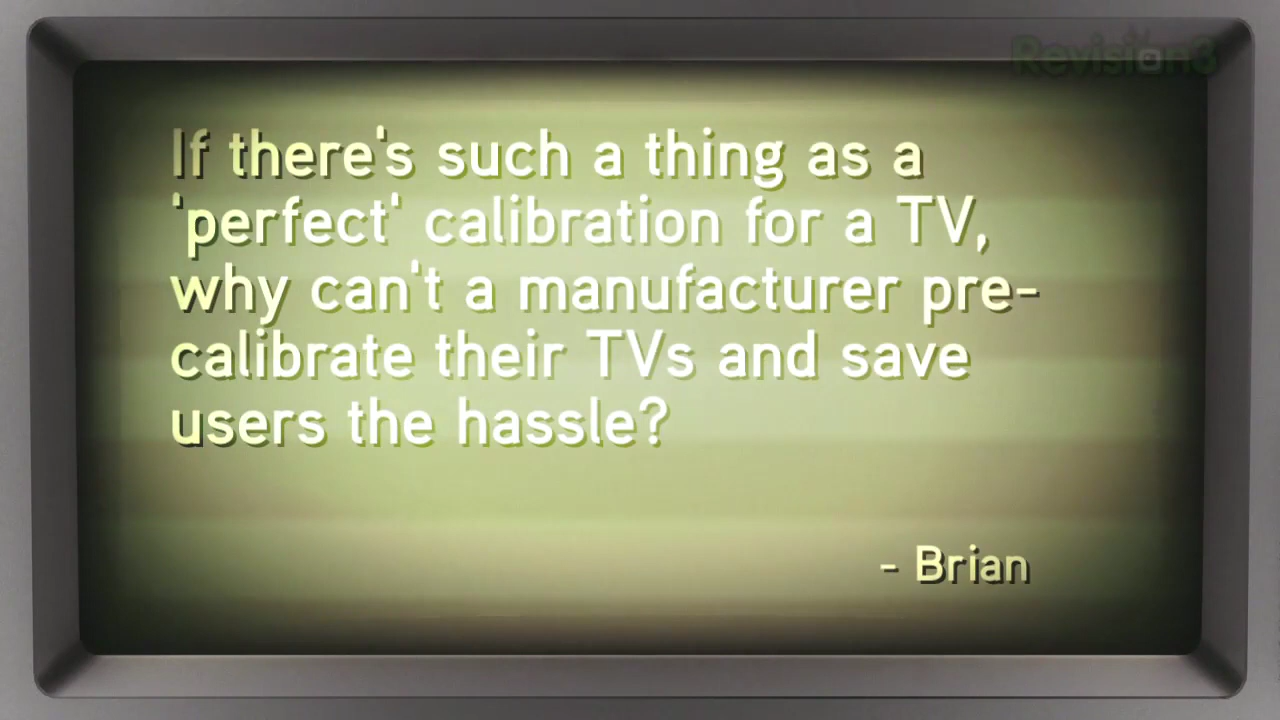 Revision3
If there's such a thing as a
'perfect' calibration for a TV,
why can't a manufacturer pre-
calibrate their TVs and save
users the hassle?
- Brian